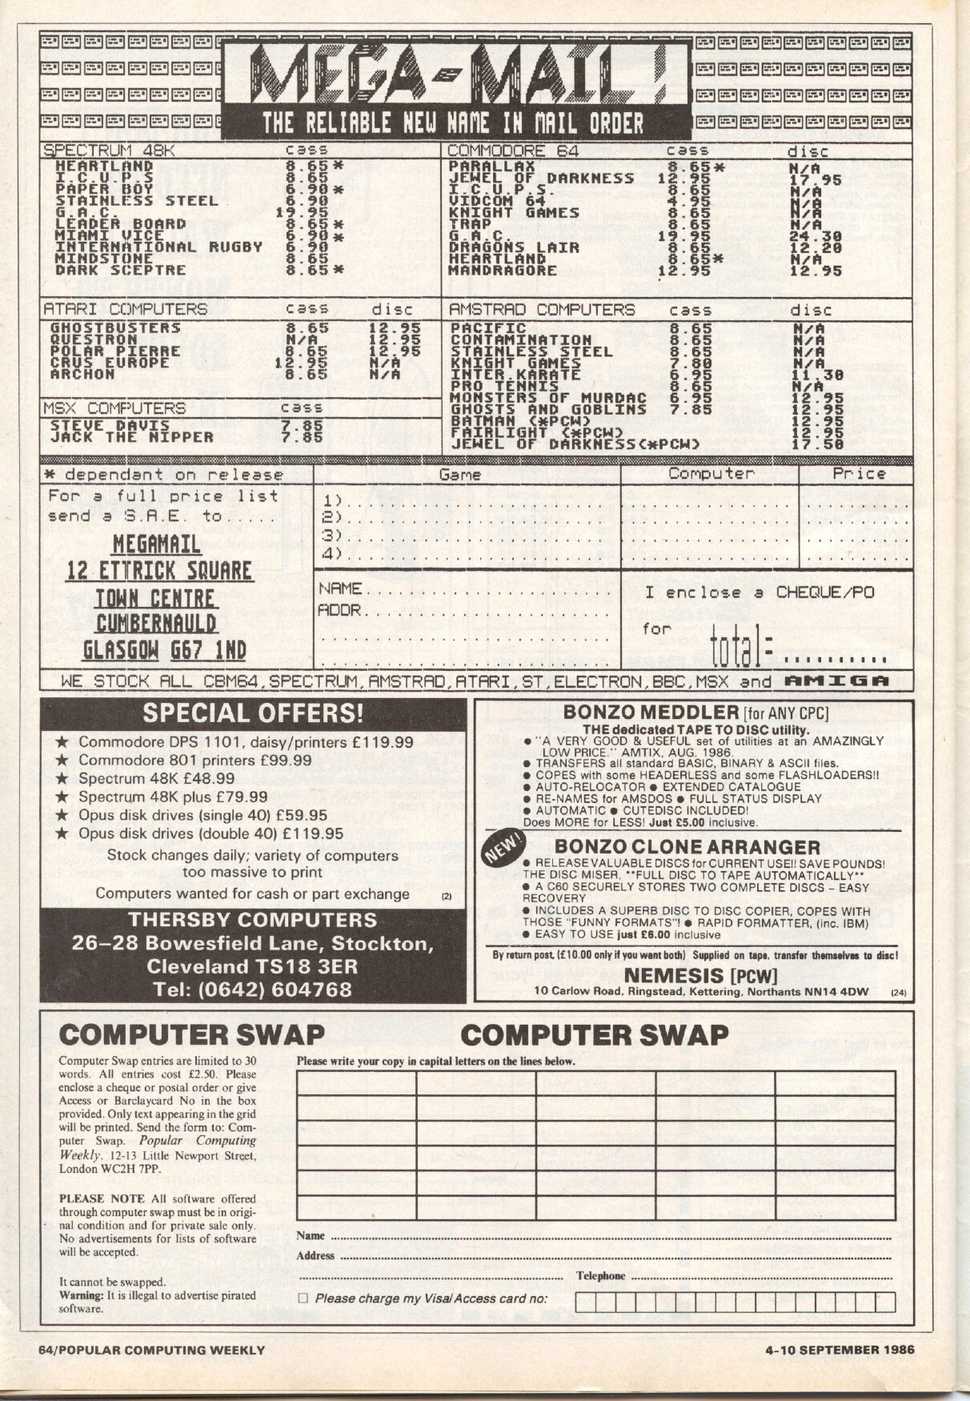 MEGA-MAIL!
THE RELIABLE NEW NAME IN MAIL ORDER
SPECTRUM 48K cass
HEARTLAND 8.65*
I.C.U.P.S 8.65
PAPER BOY 6.90*
STAINLESS STEEL 6.90
G.A.C. 19.95
LEADER BOARD 8.65*
MIAMI VICE 6.90*
INTERNATIONAL RUGBY 6.90
MINDSTONE 8.65
DARK SCEPTRE 8.65*
COMMODORE 64 cass disc
PARALLAX 8.65* N/A
JEWEL OF DARKNESS 12.95 17.95
I.C.U.P.S. 8.65 N/A
VIDCOM 64 4.95 N/A
KNIGHT GAMES 8.65 N/A
TRAP 8.65 N/A
G.A.C. 19.95 24.30
DRAGONS LAIR 8.65 12.20
HEARTLAND 8.65* N/A
MANDRAGORE 12.95 12.95
ATARI COMPUTERS cass disc
GHOSTBUSTERS 8.65 12.95
QUESTRON N/A 12.95
POLAR PIERRE 8.65 12.95
CRUS EUROPE 12.95 N/A
ARCHON 8.65 N/A
MSX COMPUTERS cass
STEVE DAVIS 7.85
JACK THE NIPPER 7.85
AMSTRAD COMPUTERS cass disc
PACIFIC 8.65 N/A
CONTAMINATION 8.65 N/A
STAINLESS STEEL 8.65 N/A
KNIGHT GAMES 7.80 N/A
INTER.KARATE 6.95 11.30
PRO TENNIS 8.65 N/A
MONSTERS OF MURDAC 6.95 12.95
GHOSTS AND GOBLINS 7.85 12.95
BATMAN (*PCW) 12.95
FAIRLIGHT (*PCW) 12.95
JEWEL OF DARKNESS(*PCW) 17.50
* dependant on release
For a full price list
send a S.A.E. to.....
MEGAMAIL
12 ETTRICK SQUARE
TOWN CENTRE
CUMBERNAULD
GLASGOW G67 1ND
Game Computer Price
1)
2)
3)
4)
NAME
ADDR
I enclose a CHEQUE/PO
for total=
WE STOCK ALL CBM64,SPECTRUM,AMSTRAD,ATARI,ST,ELECTRON,BBC,MSX and AMIGA
SPECIAL OFFERS!
★ Commodore DPS 1101, daisy/printers £119.99
★ Commodore 801 printers £99.99
★ Spectrum 48K £48.99
★ Spectrum 48K plus £79.99
★ Opus disk drives (single 40) £59.95
★ Opus disk drives (double 40) £119.95
Stock changes daily; variety of computers
too massive to print
Computers wanted for cash or part exchange (2)
THERSBY COMPUTERS
26–28 Bowesfield Lane, Stockton,
Cleveland TS18 3ER
Tel: (0642) 604768
BONZO MEDDLER [for ANY CPC]
THE dedicated TAPE TO DISC utility.
● "A VERY GOOD & USEFUL set of utilities at an AMAZINGLY
LOW PRICE." AMTIX, AUG. 1986.
● TRANSFERS all standard BASIC, BINARY & ASCII files.
● COPES with some HEADERLESS and some FLASHLOADERS!!
● AUTO-RELOCATOR ● EXTENDED CATALOGUE
● RE-NAMES for AMSDOS ● FULL STATUS DISPLAY
● AUTOMATIC ● CUTEDISC INCLUDED!
Does MORE for LESS! Just £5.00 inclusive.
NEW!
BONZO CLONE ARRANGER
● RELEASE VALUABLE DISCS for CURRENT USE!! SAVE POUNDS!
THE DISC MISER, **FULL DISC TO TAPE AUTOMATICALLY**
● A C60 SECURELY STORES TWO COMPLETE DISCS – EASY
RECOVERY
● INCLUDES A SUPERB DISC TO DISC COPIER, COPES WITH
THOSE "FUNNY FORMATS"! ● RAPID FORMATTER, (inc. IBM)
● EASY TO USE just £6.00 inclusive
By return post, (£10.00 only if you want both) Supplied on tape, transfer themselves to disc!
NEMESIS [PCW]
10 Carlow Road, Ringstead, Kettering, Northants NN14 4DW (24)
COMPUTER SWAP COMPUTER SWAP
Computer Swap entries are limited to 30
words. All entries cost £2.50. Please
enclose a cheque or postal order or give
Access or Barclaycard No in the box
provided. Only text appearing in the grid
will be printed. Send the form to: Com-
puter Swap. Popular Computing
Weekly, 12-13 Little Newport Street,
London WC2H 7PP.
PLEASE NOTE All software offered
through computer swap must be in origi-
nal condition and for private sale only.
No advertisements for lists of software
will be accepted.
It cannot be swapped.
Warning: It is illegal to advertise pirated
software.
Please write your copy in capital letters on the lines below.
Name
Address
Telephone
☐ Please charge my Visa/Access card no:
64/POPULAR COMPUTING WEEKLY
4-10 SEPTEMBER 1986